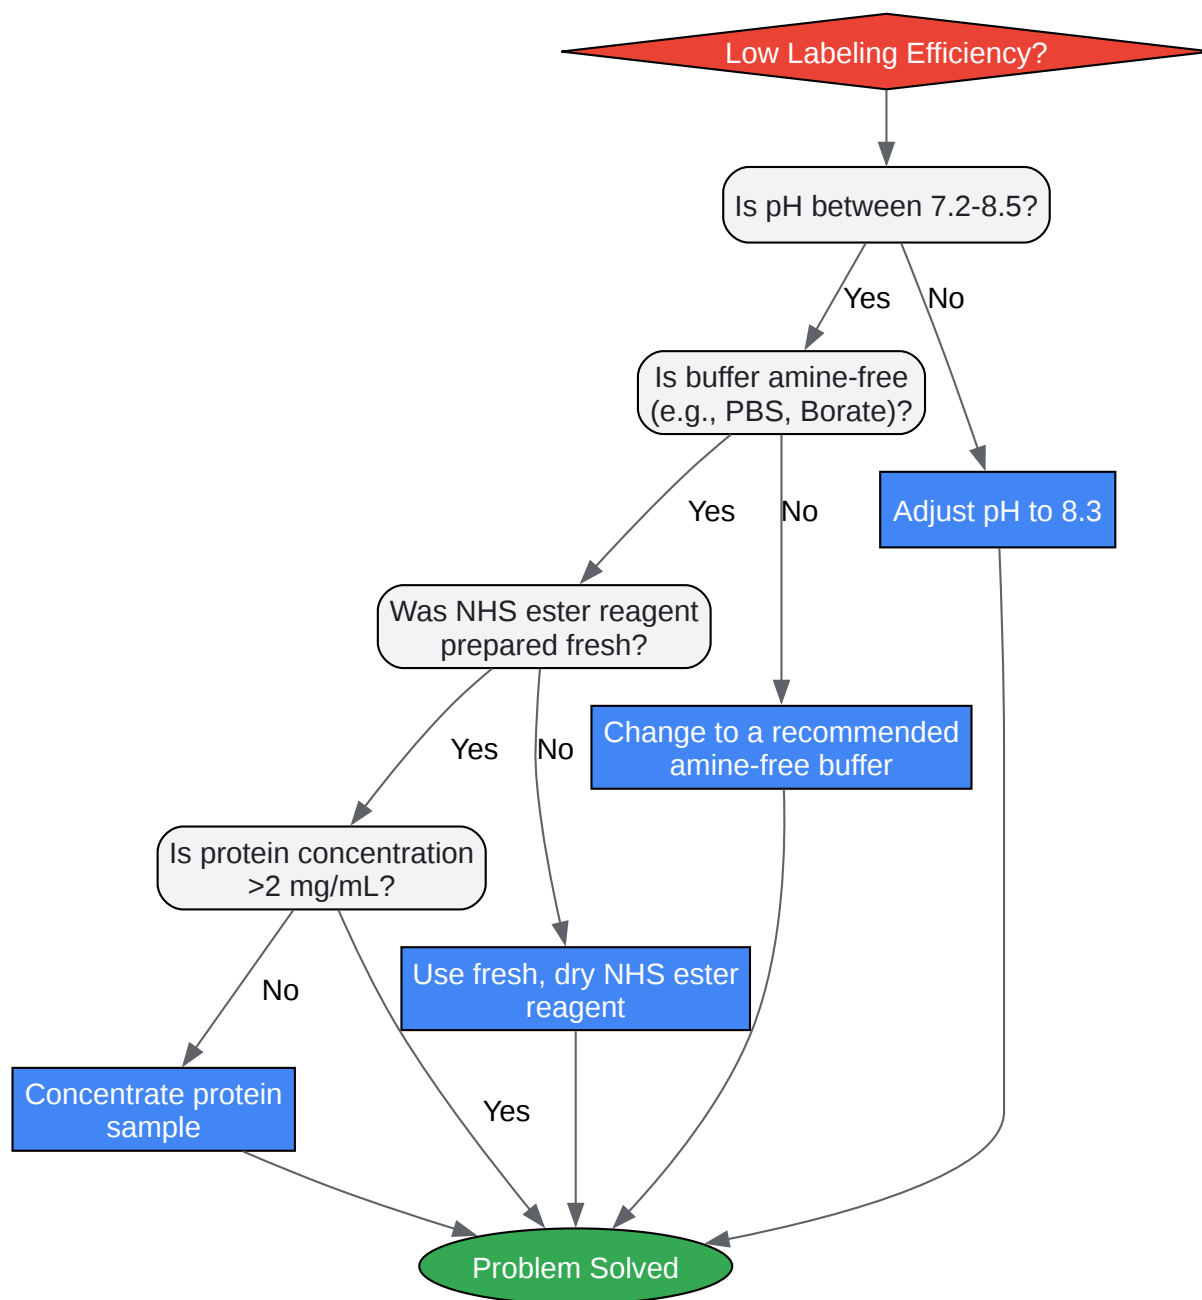 Low Labeling Efficiency?
Is pH between 7.2-8.5?
Yes
No
Is buffer amine-free
(e.g., PBS, Borate)?
Adjust pH to 8.3
Yes
No
Was NHS ester reagent
prepared fresh?
Change to a recommended
amine-free buffer
Yes
No
Is protein concentration
>2 mg/mL?
Use fresh, dry NHS ester
reagent
No
Concentrate protein
sample
Yes
Problem Solved